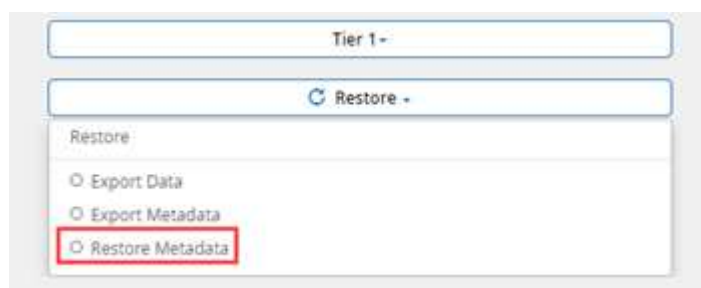 Tier 1
Restore
Restore
Export Data
Export Metadata
Restore Metadata